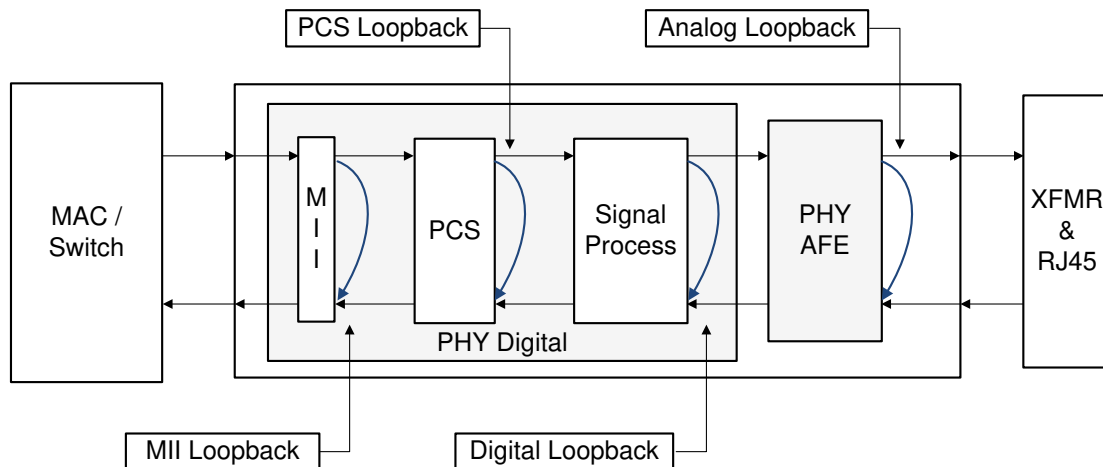 PCS Loopback
Analog Loopback
MAC /
Switch
M
I
I
PCS
Signal
Process
PHY
AFE
XFMR
&
RJ45
PHY Digital
MII Loopback
Digital Loopback